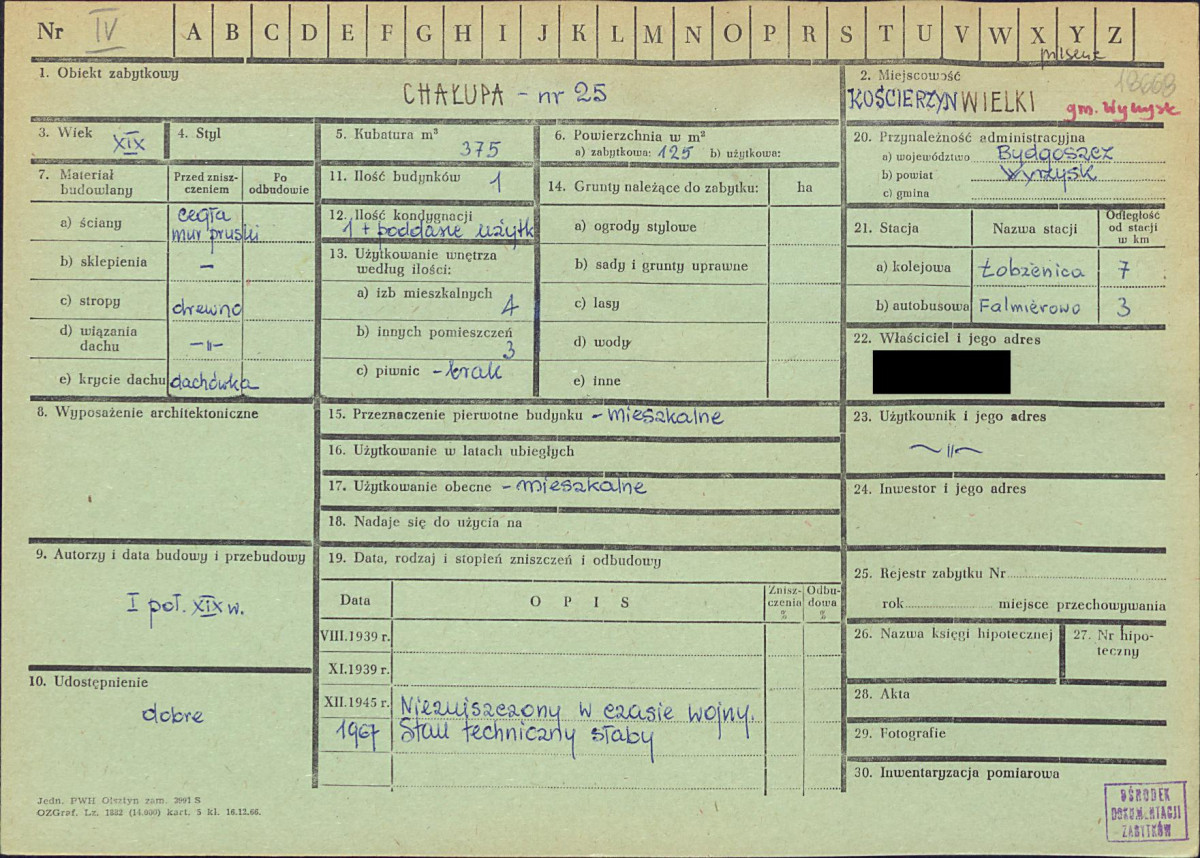 Nr IV A B C D E F G H I J K L M N O P R S T U V W X Y Z
1. Obiekt zabytkowy
CHAŁUPA - nr 25
2. Miejscowość
18668
KOŚCIERZYN WIELKI
gm. Wyrzysk
3. Wiek
XIX
4. Styl
5. Kubatura m³
375
6. Powierzchnia w m²
a) zabytkowa: 125 b) użytkowa:
7. Materiał budowlany
Przed znisz-
czeniem
Po
odbudowie
a) ściany cegła
mur pruski
b) sklepienia –
c) stropy drewno
d) wiązania
dachu –"–
e) krycie dachu dachówka
11. Ilość budynków 1
12. Ilość kondygnacji
1 + poddasze użytk
13. Użytkowanie wnętrza
według ilości:
a) izb mieszkalnych
4
b) innych pomieszczeń
3
c) piwnic - brak
14. Grunty należące do zabytku: ha
a) ogrody stylowe
b) sady i grunty uprawne
c) lasy
d) wody
e) inne
20. Przynależność administracyjna
a) województwo Bydgoszcz
b) powiat Wyrzysk
c) gmina
21. Stacja Nazwa stacji
Odległość
od stacji
w km
a) kolejowa Łobżenica 7
b) autobusowa Falmierowo 3
22. Właściciel i jego adres
23. Użytkownik i jego adres
~"~
24. Inwestor i jego adres
8. Wyposażenie architektoniczne
15. Przeznaczenie pierwotne budynku - mieszkalne
16. Użytkowanie w latach ubiegłych
17. Użytkowanie obecne - mieszkalne
18. Nadaje się do użycia na
9. Autorzy i data budowy i przebudowy
I poł. XIX w.
10. Udostępnienie
dobre
19. Data, rodzaj i stopień zniszczeń i odbudowy
Data OPIS
Znisz-
czenia
%
Odbu-
dowa
%
VIII.1939 r.
XI.1939 r.
XII.1945 r. Niezniszczony w czasie wojny.
1967 Stan techniczny słaby
25. Rejestr zabytku Nr
rok miejsce przechowywania
26. Nazwa księgi hipotecznej
27. Nr hipo-
teczny
28. Akta
29. Fotografie
30. Inwentaryzacja pomiarowa
Jedn. PWH Olsztyn zam. 2991 S
OZGraf. Lz. 1882 (14.000) kart. 5 kl. 16.12.66.
OŚRODEK
DOKUMENTACJI
ZABYTKÓW